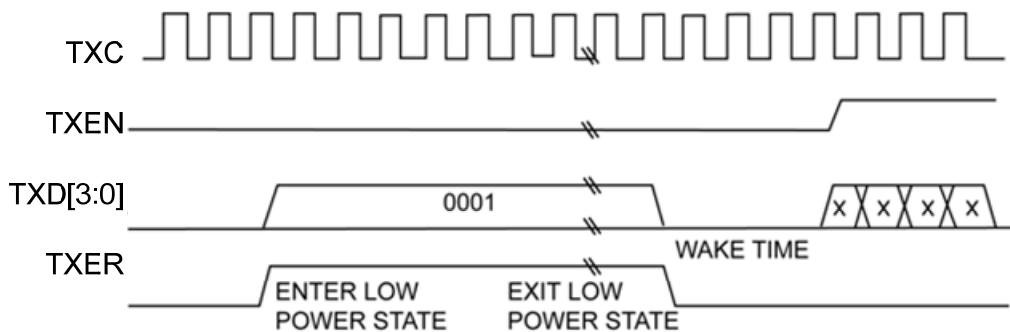 TXC
TXEN
TXD[3:0]
0001
X X X X
WAKE TIME
TXER
ENTER LOW
POWER STATE
EXIT LOW
POWER STATE